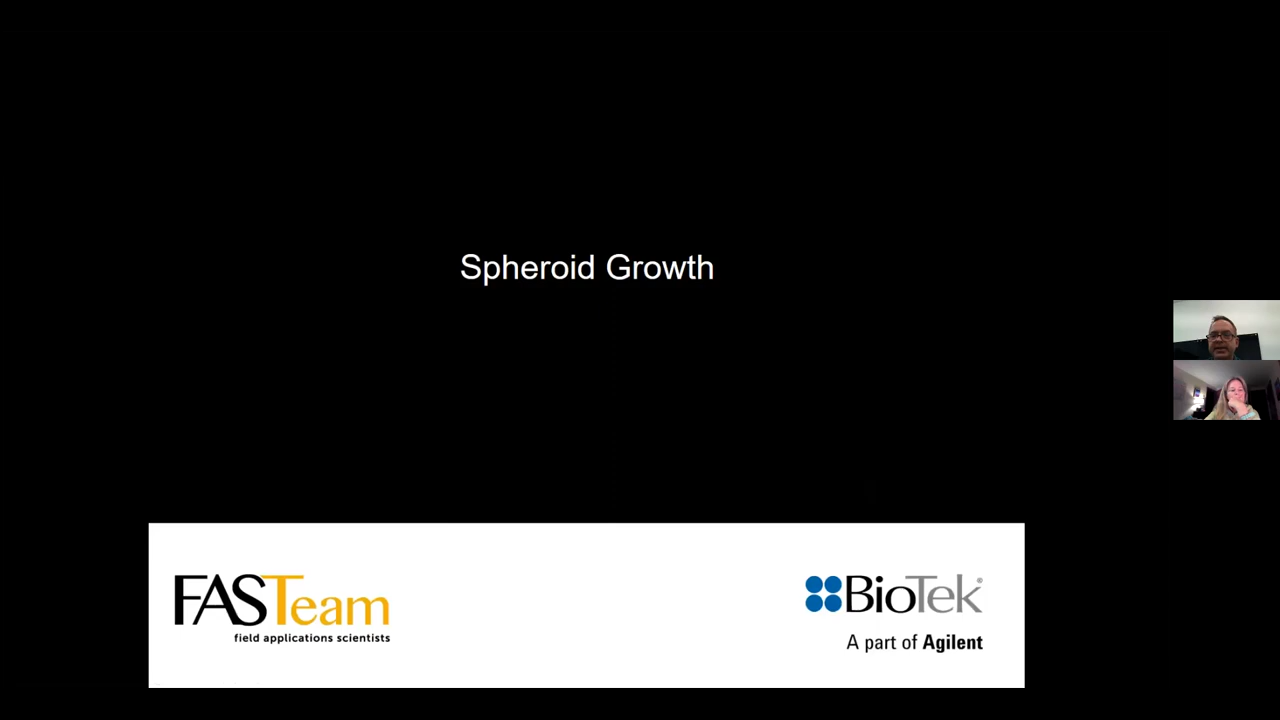 Spheroid Growth
FASTeam
field applications scientists
BioTek®
A part of Agilent